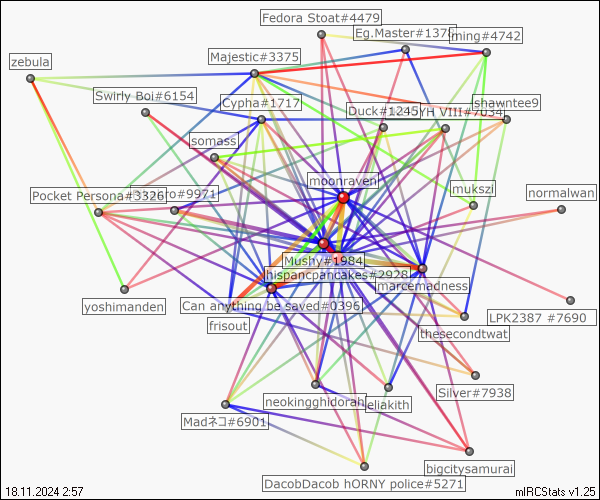 Fedora Stoat#4479
Eg.Master#1378
ming#4742
Majestic#3375
zebula
Swirly Boi#6154
Cypha#1717
Duck#1245
YH VIII#7034
shawntee9
somass
moonraven
mukszi
normalwan
Pocket Persona#3326
ro#9971
Mushy#1984
hispancpancakes#2928
marcemadness
yoshimanden
Can anything be saved#0396
LPK2387 #7690
frisout
thesecondtwat
neokingghidorah
eliakith
Silver#7938
Madネコ#6901
bigcitysamurai
DacobDacob hORNY police#5271
18.11.2024 2:57
mIRCStats v1.25